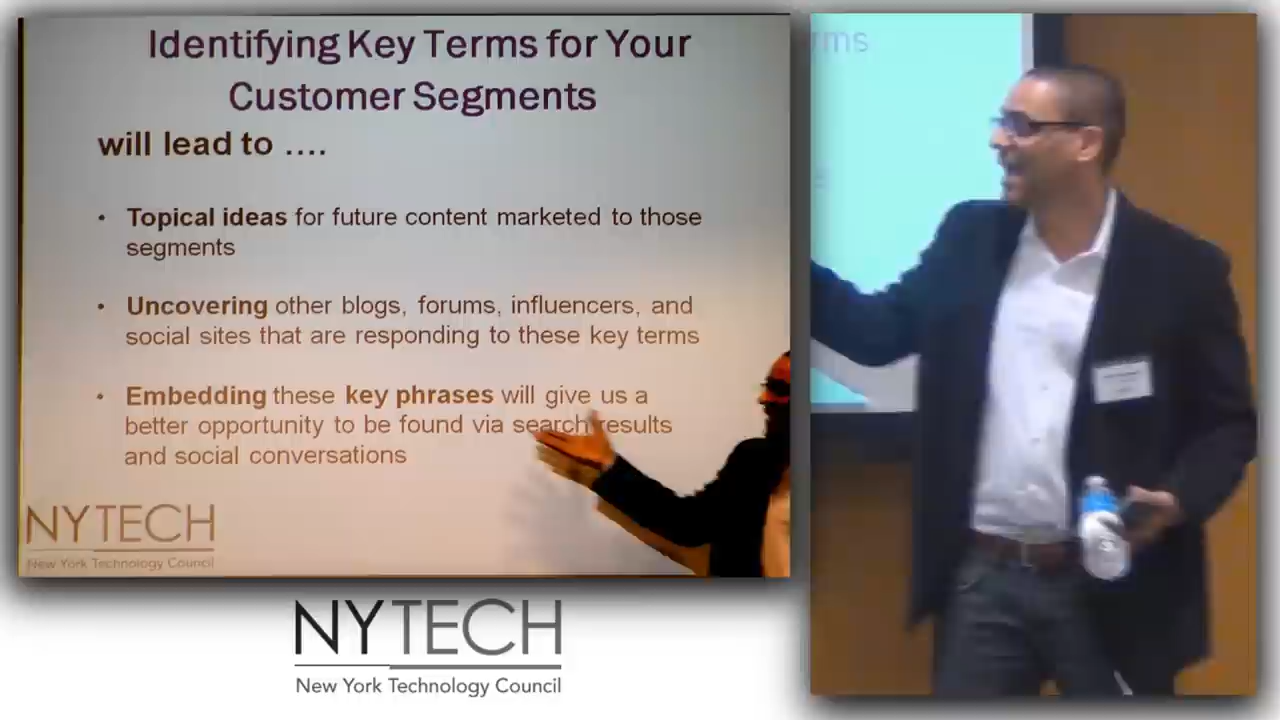 Identifying Key Terms for Your
Customer Segments
will lead to ....
• Topical ideas for future content marketed to those
segments
• Uncovering other blogs, forums, influencers, and
social sites that are responding to these key terms
• Embedding these key phrases will give us a
better opportunity to be found via search results
and social conversations
NYTECH
New York Technology Council
rms
NYTECH
New York Technology Council